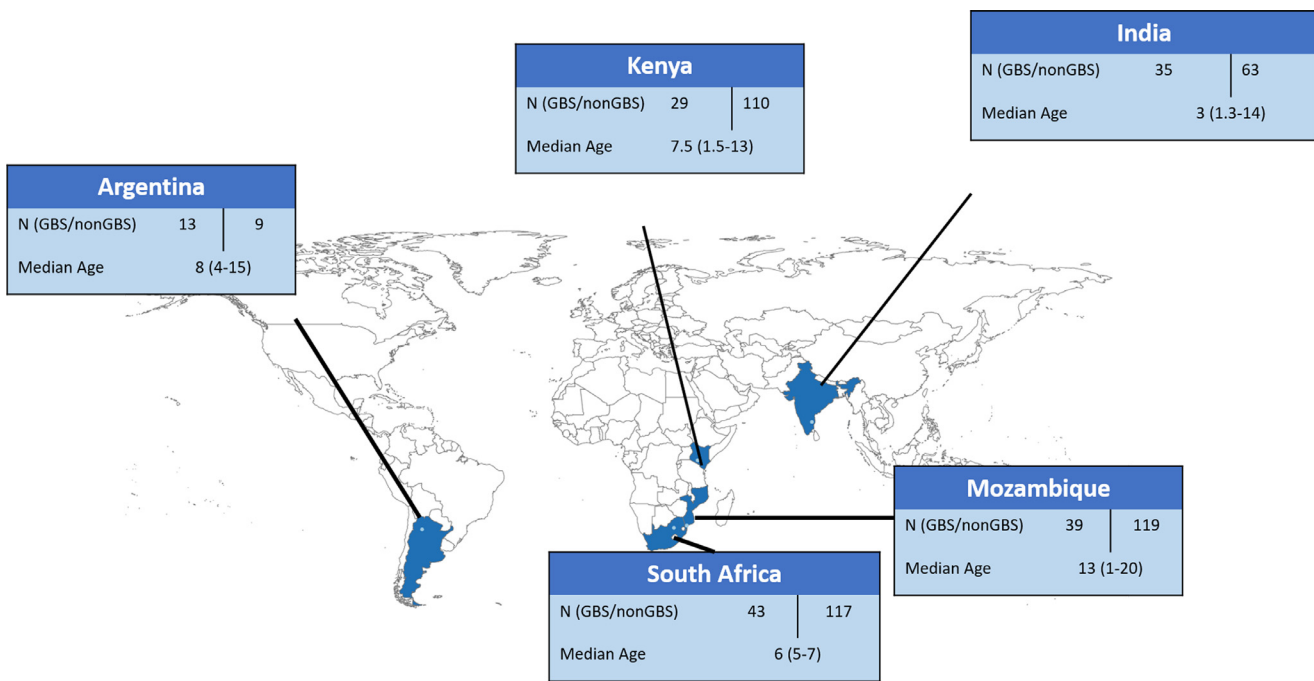 India
N (GBS/nonGBS) 35 63
Median Age 3 (1.3-14)
Kenya
N (GBS/nonGBS) 29 110
Median Age 7.5 (1.5-13)
Argentina
N (GBS/nonGBS) 13 9
Median Age 8 (4-15)
Mozambique
N (GBS/nonGBS) 39 119
Median Age 13 (1-20)
South Africa
N (GBS/nonGBS) 43 117
Median Age 6 (5-7)